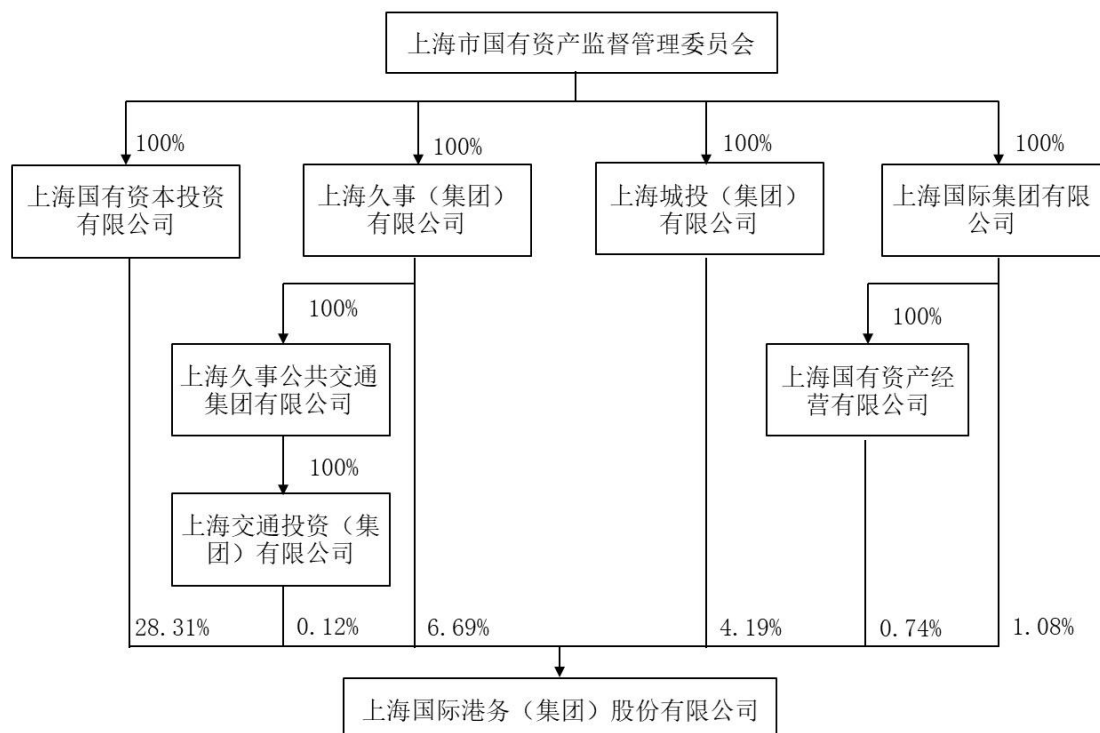 上海市国有资产监督管理委员会
100%
100%
100%
100%
上海国有资本投资
有限公司
上海久事（集团）
有限公司
上海城投（集团）
有限公司
上海国际集团有限
公司
100%
100%
上海久事公共交通
集团有限公司
上海国有资产经
营有限公司
100%
上海交通投资（集
团）有限公司
28.31%
0.12%
6.69%
4.19%
0.74%
1.08%
上海国际港务（集团）股份有限公司